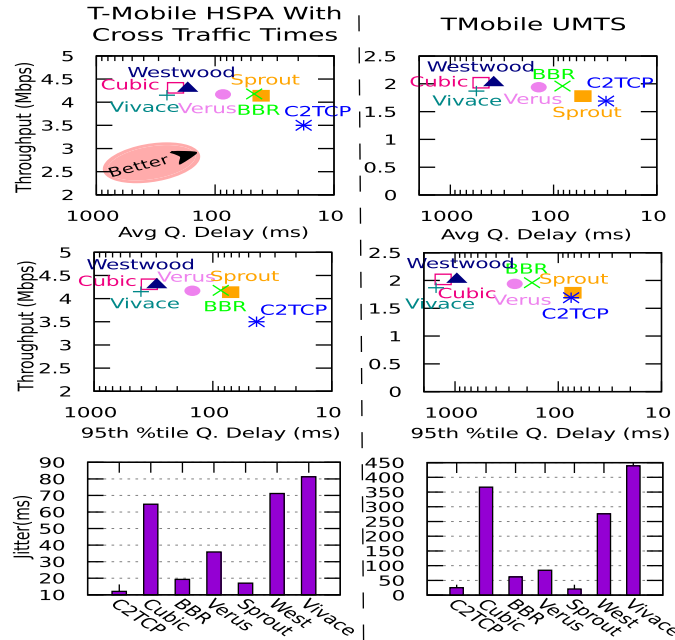 T-Mobile HSPA With
Cross Traffic Times
5
4.5
4
3.5
3
2.5
2
Throughput (Mbps)
Westwood
Sprout
Cubic
Vivace
Verus
BBR
C2TCP
Better
1000
100
10
Avg Q. Delay (ms)
TMobile UMTS
2.5
2
1.5
1
0.5
0
Westwood
BBR
C2TCP
Cubic
Vivace
Verus
Sprout
1000
100
10
Avg Q. Delay (ms)
5
4.5
4
3.5
3
2.5
2
Throughput (Mbps)
Westwood
Verus
Sprout
Cubic
Vivace
BBR
C2TCP
1000
100
10
95th %tile Q. Delay (ms)
2.5
2
1.5
1
0.5
0
Westwood
BBR
Sprout
Cubic
Vivace
Verus
C2TCP
1000
100
10
95th %tile Q. Delay (ms)
90
80
70
60
50
40
30
20
10
Jitter(ms)
C2TCP
Cubic
BBR
Verus
Sprout
West
Vivace
450
400
350
300
250
200
150
100
50
0
C2TCP
Cubic
BBR
Verus
Sprout
West
Vivace